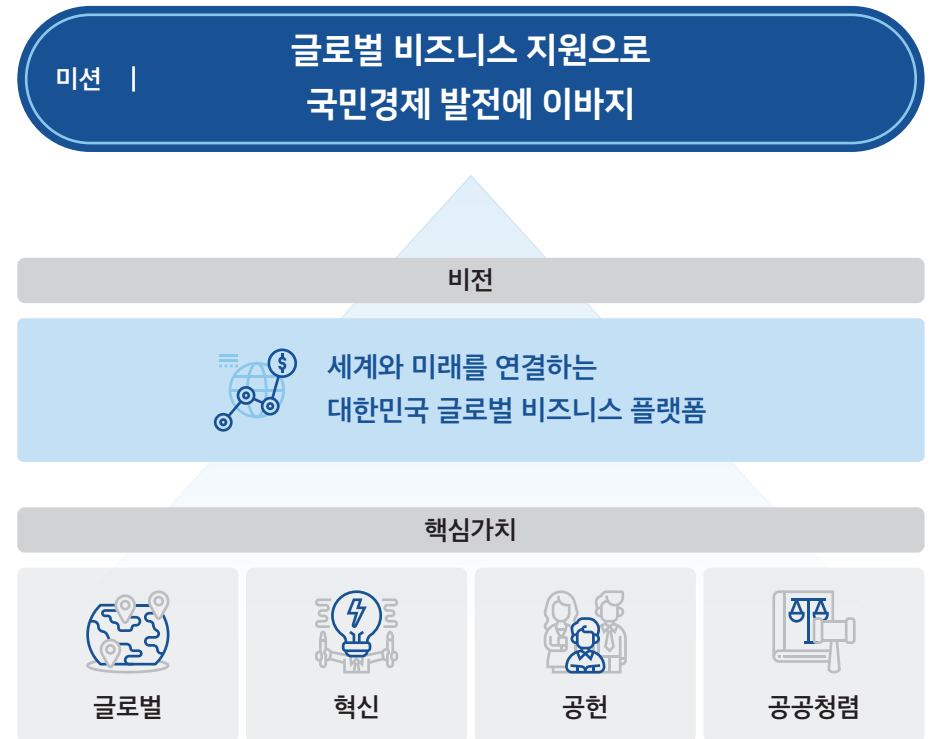 미션 |
글로벌 비즈니스 지원으로
국민경제 발전에 이바지
비전
$
세계와 미래를 연결하는
대한민국 글로벌 비즈니스 플랫폼
핵심가치
글로벌
혁신
공헌
공공청렴